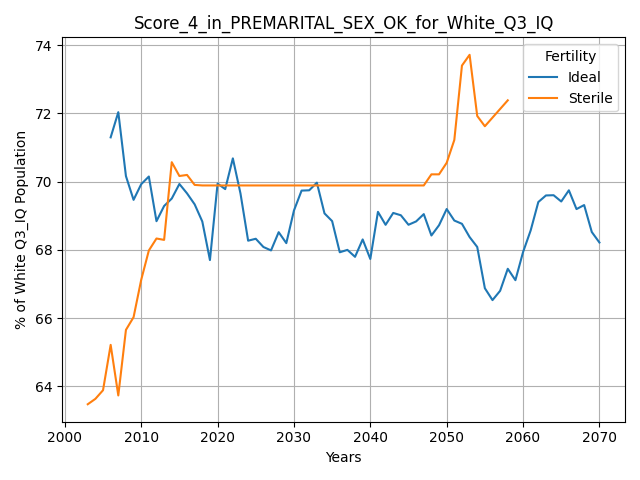 Score_4_in_PREMARITAL_SEX_OK_for_White_Q3_IQ
74
72
70
68
66
64
% of White Q3_IQ Population
Fertility
Ideal
Sterile
2000 2010 2020 2030 2040 2050 2060 2070
Years